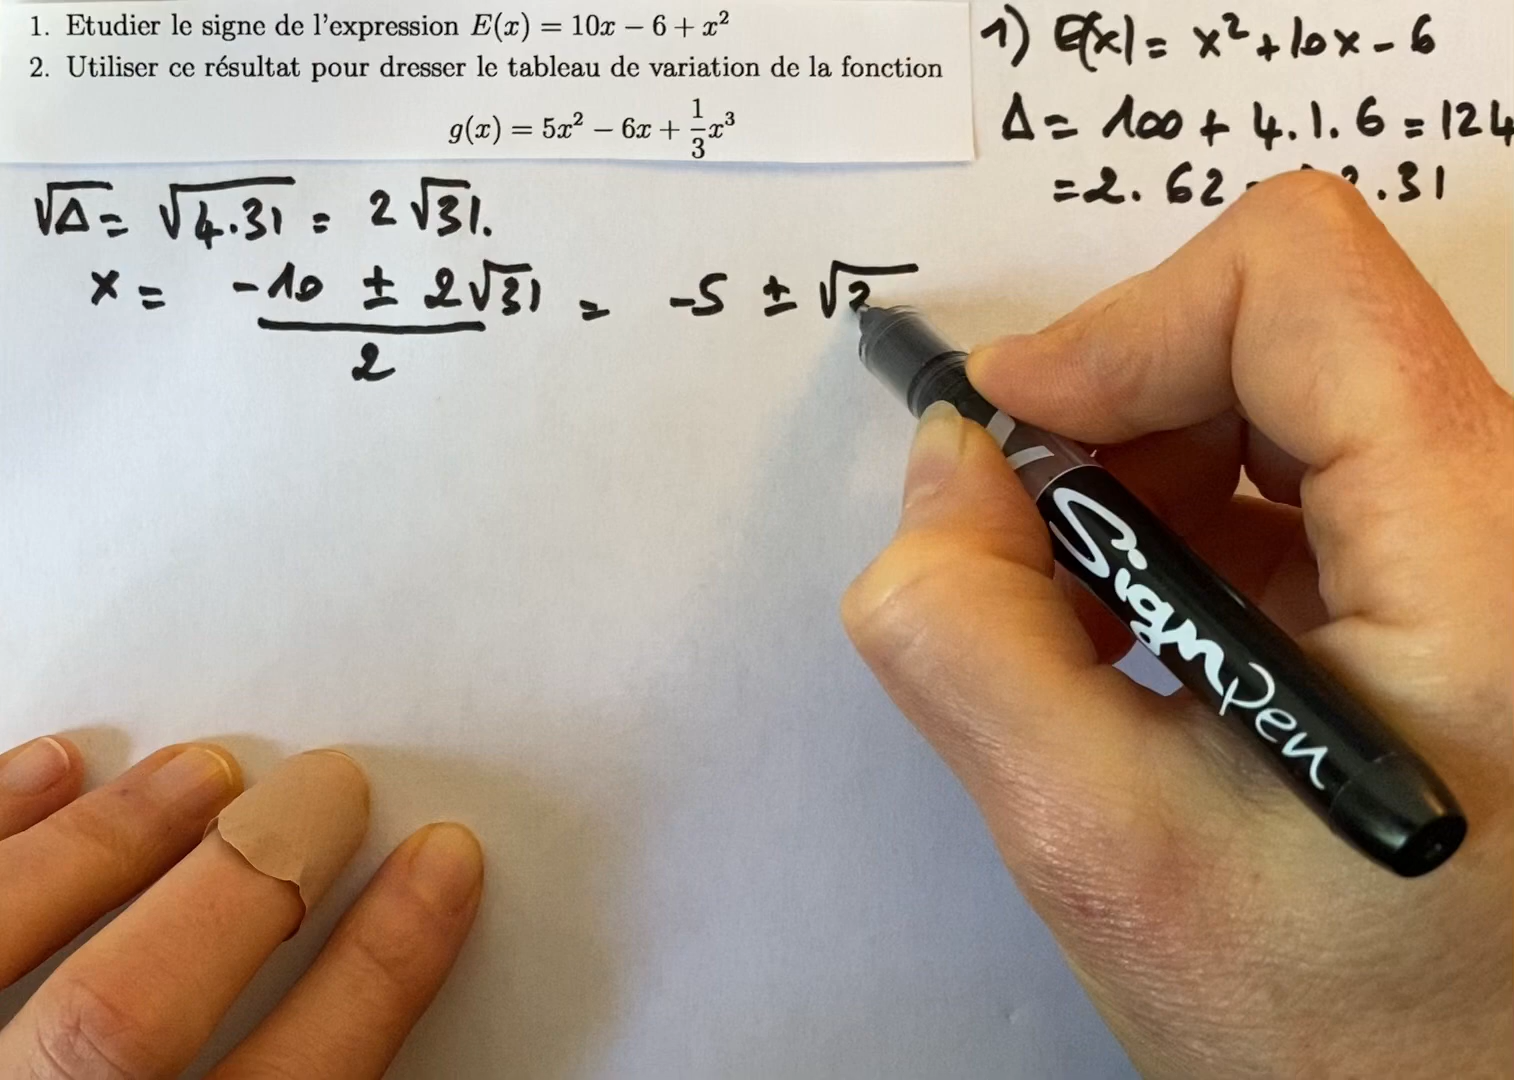 1. Etudier le signe de l'expression E(x) = 10x − 6 + x²
2. Utiliser ce résultat pour dresser le tableau de variation de la fonction
g(x) = 5x² − 6x + 1/3 x³
1) E(x) = x² + 10x - 6
Δ = 100 + 4.1.6 = 124
= 2.62 .31
√Δ = √4.31 = 2√31.
x = -10 ± 2√31 / 2 = -5 ± √
Sign Pen